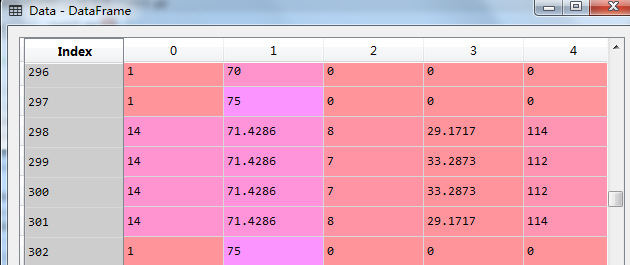 Data - DataFrame
Index 0 1 2 3 4
296 1 70 0 0 0
297 1 75 0 0 0
298 14 71.4286 8 29.1717 114
299 14 71.4286 7 33.2873 112
300 14 71.4286 7 33.2873 112
301 14 71.4286 8 29.1717 114
302 1 75 0 0 0